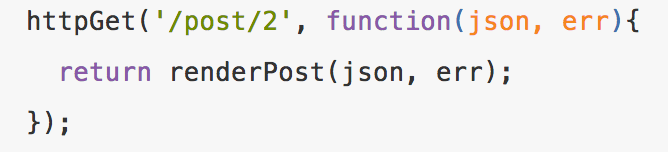 httpGet('/post/2', function(json, err){
  return renderPost(json, err);
});